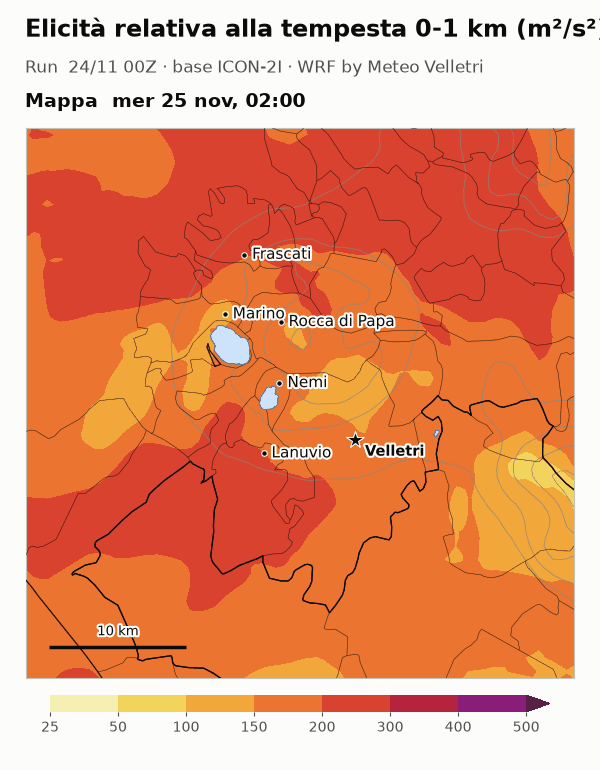 Elicità relativa alla tempesta 0-1 km (m²/s²)
Run 24/11 00Z · base ICON-2I · WRF by Meteo Velletri
Mappa mer 25 nov, 02:00
Frascati
Marino
Rocca di Papa
Nemi
Velletri
Lanuvio
10 km
25 50 100 150 200 300 400 500